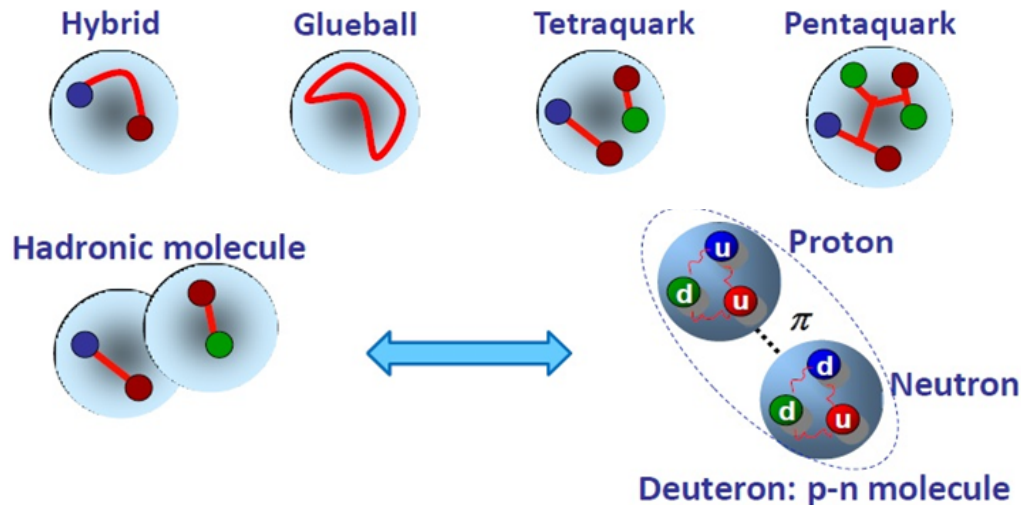 Hybrid
Glueball
Tetraquark
Pentaquark
Hadronic molecule
Proton
u
d
u
π
d
Neutron
d
u
Deuteron: p-n molecule